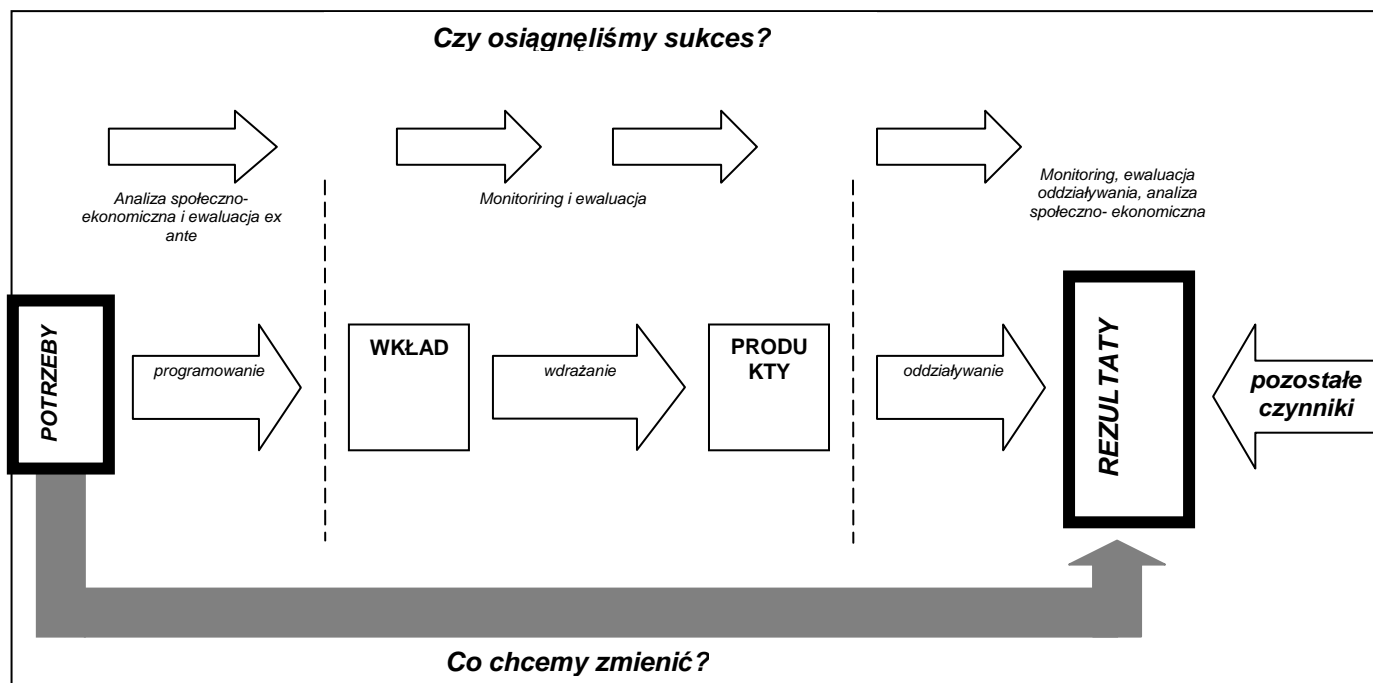 Czy osiągnęliśmy sukces?
Analiza społeczno-
ekonomiczna i ewaluacja ex
ante
Monitoriring i ewaluacja
Monitoring, ewaluacja
oddziaływania, analiza
społeczno- ekonomiczna
POTRZEBY
programowanie
WKŁAD
wdrażanie
PRODU
KTY
oddziaływanie
REZULTATY
pozostałe
czynniki
Co chcemy zmienić?